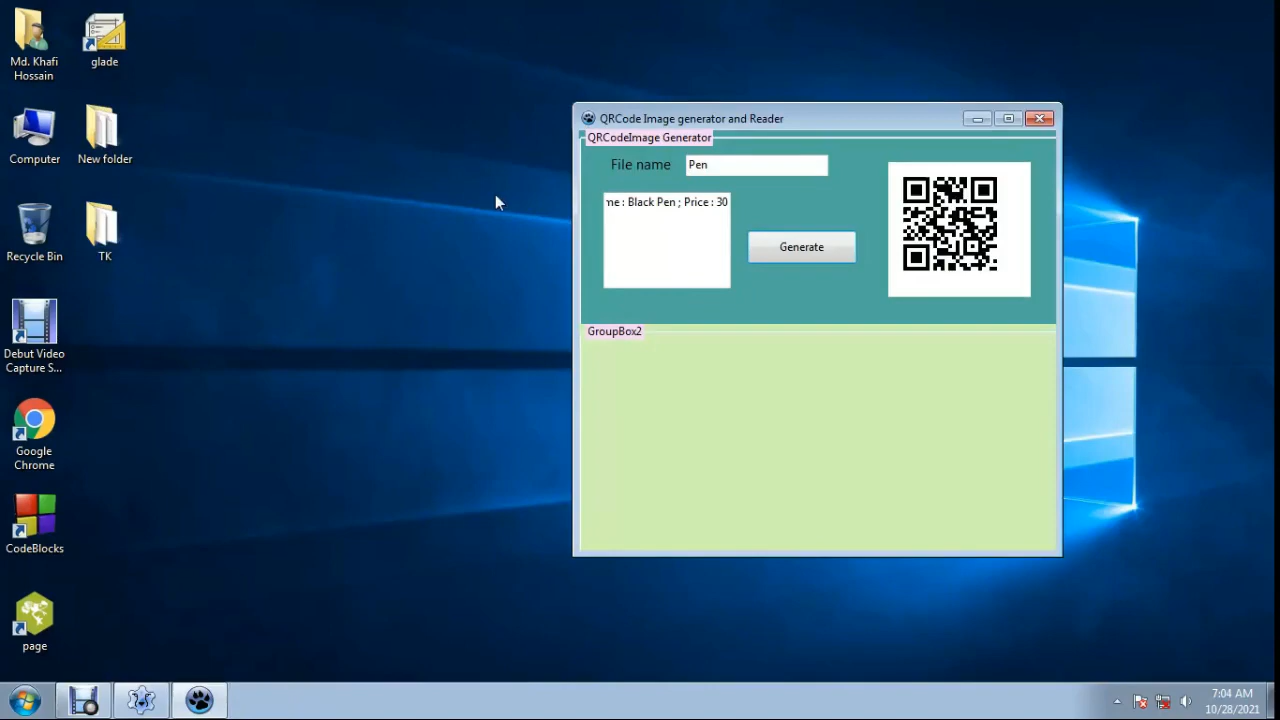 Md. Khafi
Hossain
glade
Computer
New folder
Recycle Bin
TK
Debut Video
Capture S...
Google
Chrome
CodeBlocks
page
QRCode Image generator and Reader
QRCodeImage Generator
File name
Pen
me : Black Pen ; Price : 30
Generate
GroupBox2
7:04 AM
10/28/2021